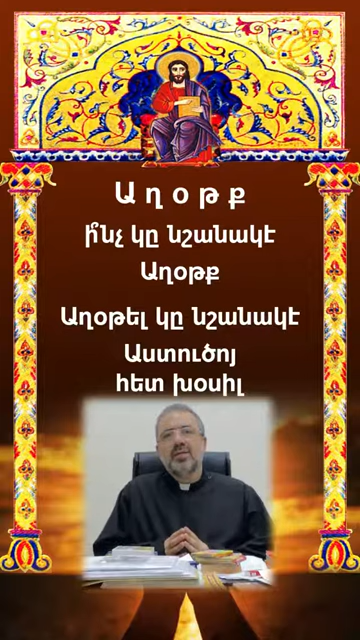 Աղօթք
ի՞նչ կը նշանակէ
Աղօթք
Աղօթել կը նշանակէ
Աստուծոյ
հետ խօսիլ